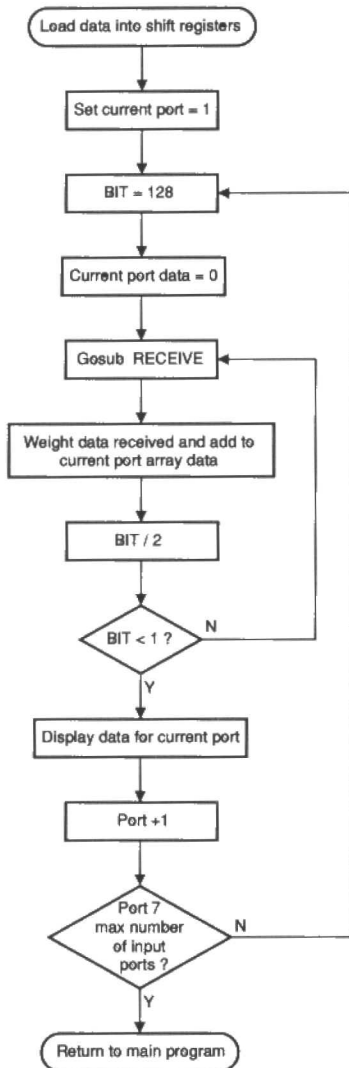 Load data into shift registers
Set current port = 1
BIT = 128
Current port data = 0
Gosub RECEIVE
Weight data received and add to
current port array data
BIT / 2
BIT < 1 ?
N
Y
Display data for current port
Port +1
Port 7
max number
of input
ports ?
N
Y
Return to main program